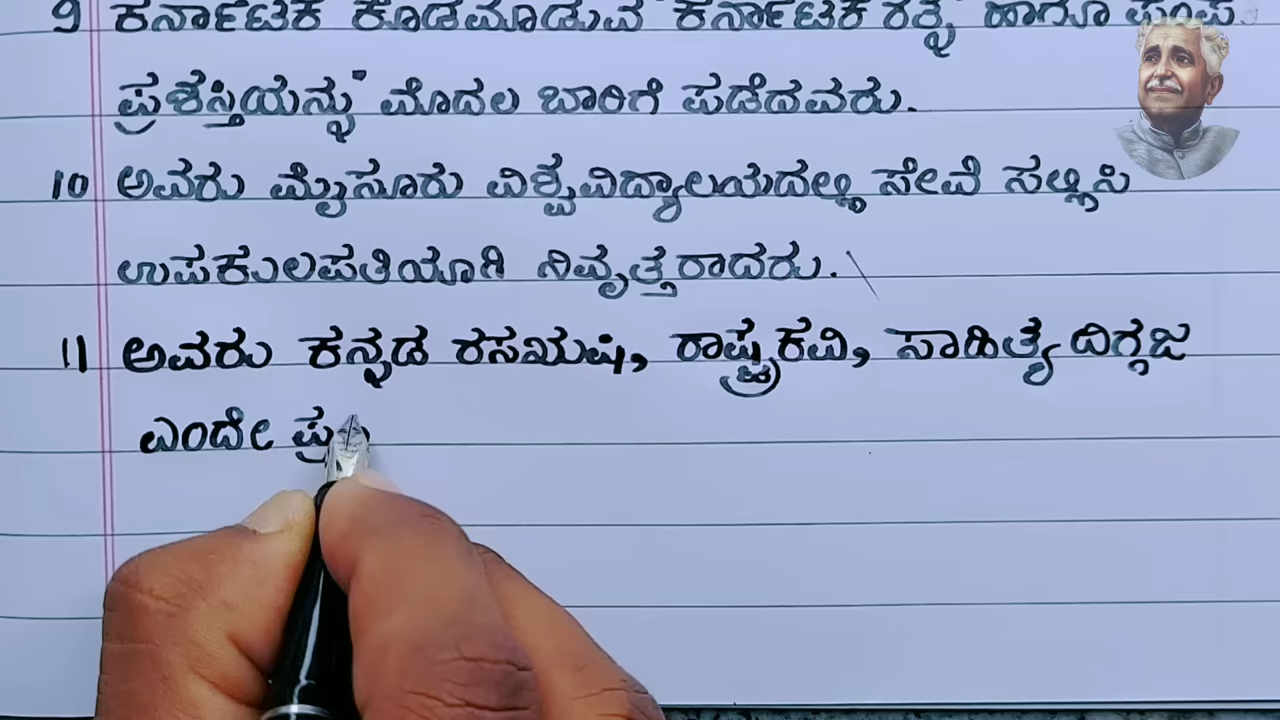 9 ಕರ್ನಾಟಕ ಕೊಡಮಾಡುವ ಕರ್ನಾಟಕ ರತ್ನ ಹಾಗೂ ಪಂಪ
ಪ್ರಶಸ್ತಿಯನ್ನು ಮೊದಲ ಬಾರಿಗೆ ಪಡೆದವರು.
10 ಅವರು ಮೈಸೂರು ವಿಶ್ವವಿದ್ಯಾಲಯದಲ್ಲಿ ಸೇವೆ ಸಲ್ಲಿಸಿ
ಉಪಕುಲಪತಿಯಾಗಿ ನಿವೃತ್ತರಾದರು.
11 ಅವರು ಕನ್ನಡ ರಸಋಷಿ, ರಾಷ್ಟ್ರಕವಿ, ಸಾಹಿತ್ಯ ದಿಗ್ಗಜ
ಎಂದೇ